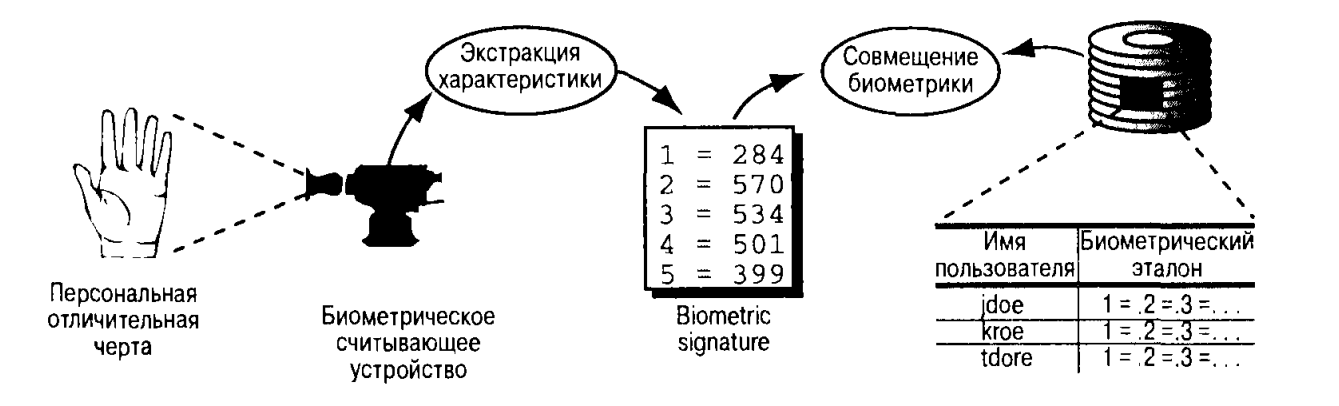 Экстракция
характеристики
Совмещение
биометрики
1 = 284
2 = 570
3 = 534
4 = 501
5 = 399
Персональная
отличительная
черта
Биометрическое
считывающее
устройство
Biometric
signature
Имя
пользователя
Биометрический
эталон
jdoe 1 = .2 =.3 =. . .
kroe 1 = .2 =.3 =. . .
tdore 1 = .2 =.3 =. . .